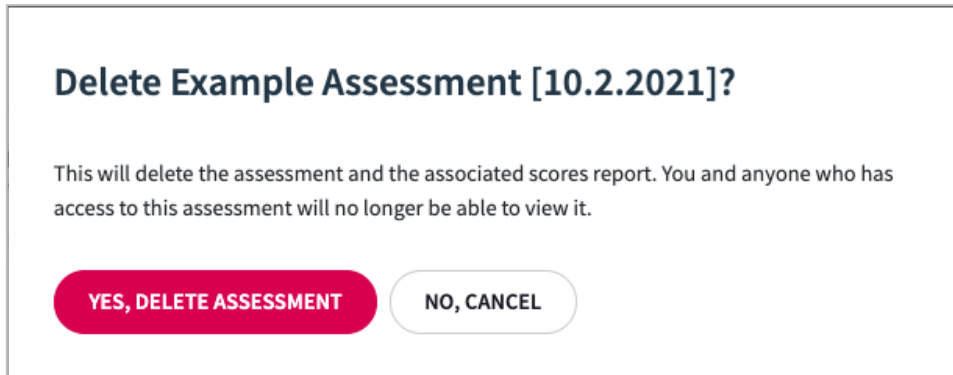 Delete Example Assessment [10.2.2021]?
This will delete the assessment and the associated scores report. You and anyone who has
access to this assessment will no longer be able to view it.
YES, DELETE ASSESSMENT
NO, CANCEL